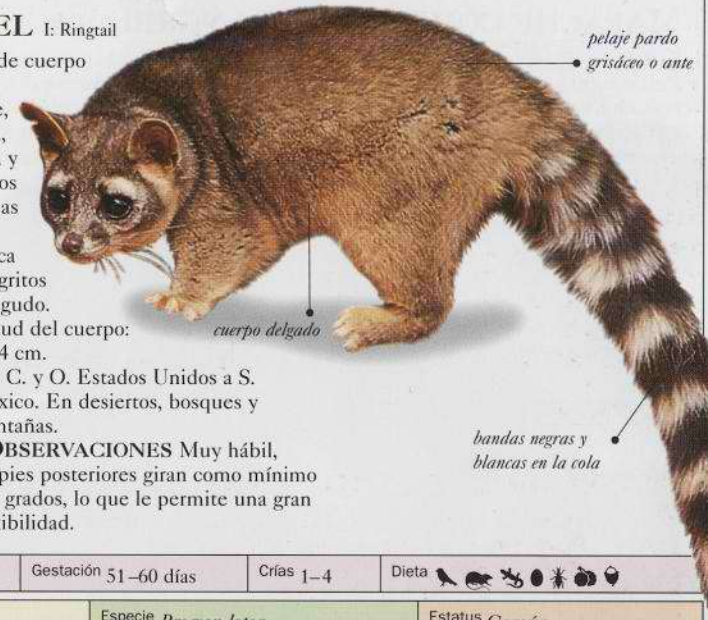 EL I: Ringtail
de cuerpo
e,
,
y
os
as
ca
gritos
gudo.
ud del cuerpo:
4 cm.
C. y O. Estados Unidos a S.
xico. En desiertos, bosques y
ntañas.
OBSERVACIONES Muy hábil,
pies posteriores giran como mínimo
grados, lo que le permite una gran
ibilidad.
pelaje pardo
grisáceo o ante
cuerpo delgado
bandas negras y
blancas en la cola
Gestación 51–60 días Crías 1–4 Dieta
Especie Estatus